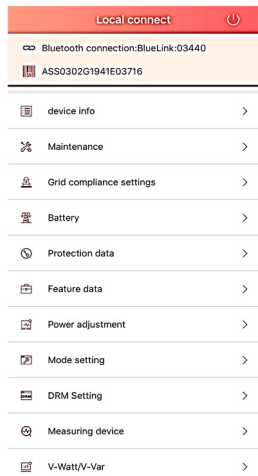 Local connect
Bluetooth connection:BlueLink:03440
ASS0302G1941E03716
device info
Maintenance
Grid compliance settings
Battery
Protection data
Feature data
Power adjustment
Mode setting
DRM Setting
Measuring device
V-Watt/V-Var